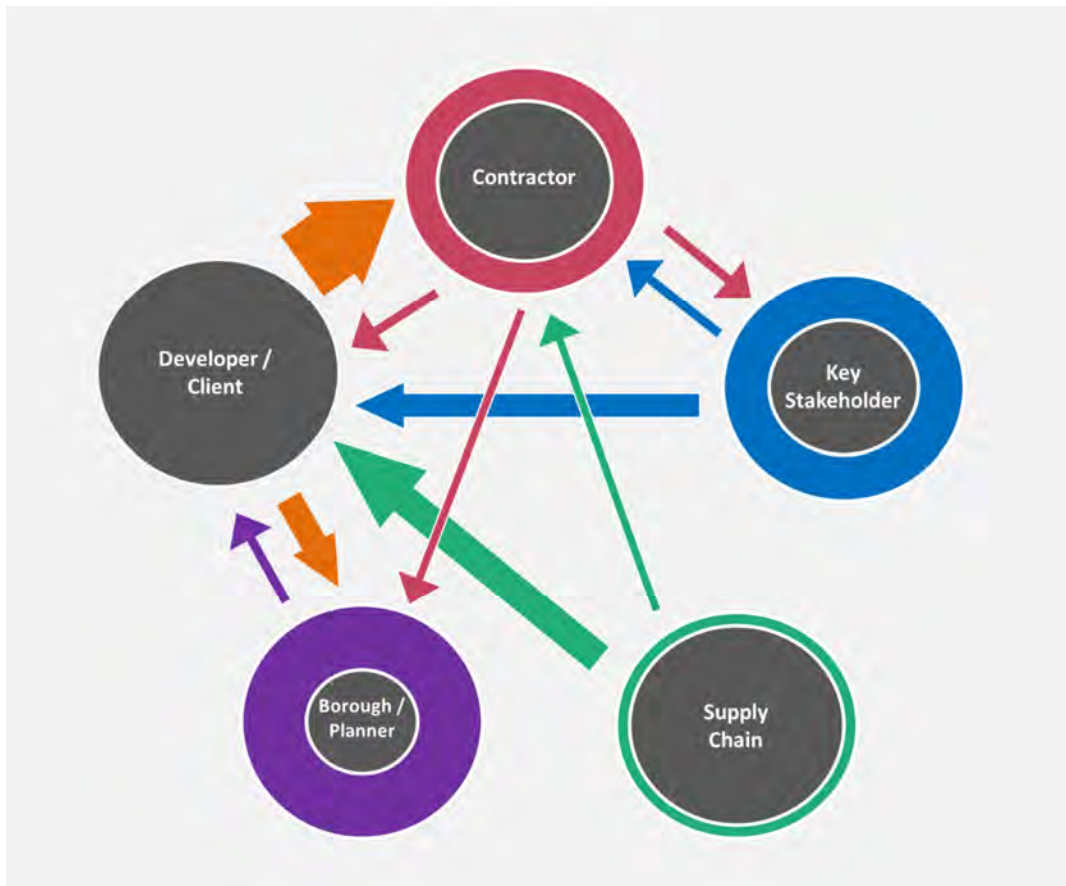 Contractor
Developer /
Client
Key
Stakeholder
Borough /
Planner
Supply
Chain